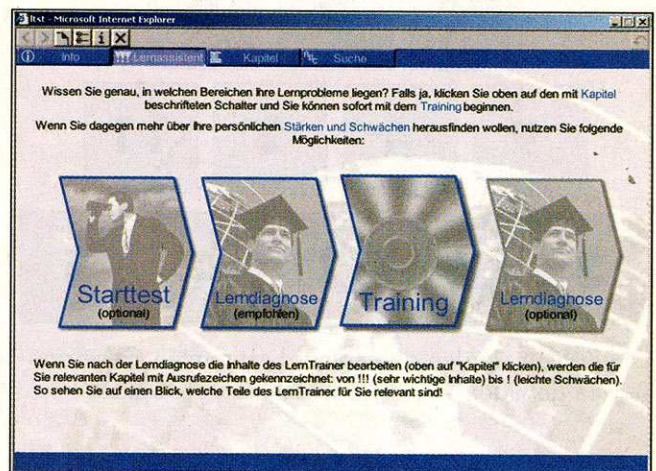 ltst - Microsoft Internet Explorer
Info Lernassistent Kapitel Suche
Wissen Sie genau, in welchen Bereichen Ihre Lernprobleme liegen? Falls ja, klicken Sie oben auf den mit Kapitel
beschrifteten Schalter und Sie können sofort mit dem Training beginnen.
Wenn Sie dagegen mehr über Ihre persönlichen Stärken und Schwächen herausfinden wollen, nutzen Sie folgende
Möglichkeiten:
Starttest
(optional)
Lerndiagnose
(empfohlen)
Training
Lerndiagnose
(optional)
Wenn Sie nach der Lerndiagnose die Inhalte des LernTrainer bearbeiten (oben auf "Kapitel" klicken), werden die für
Sie relevanten Kapitel mit Ausrufezeichen gekennzeichnet: von !!! (sehr wichtige Inhalte) bis ! (leichte Schwächen).
So sehen Sie auf einen Blick, welche Teile des LernTrainer für Sie relevant sind!